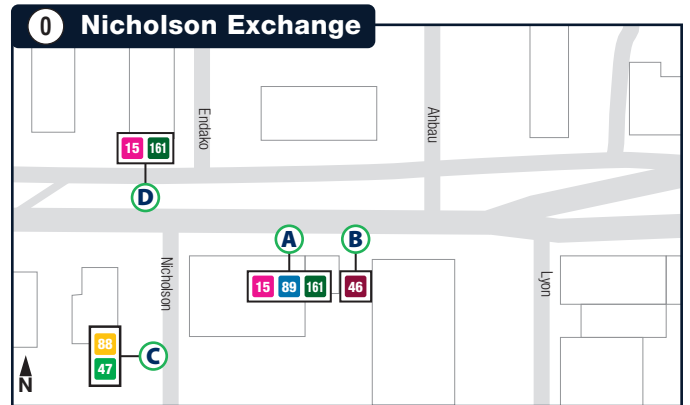 0 Nicholson Exchange
Endako
Ahbau
15 161
D
A
B
Nicholson
15 89 161
46
Lyon
88
C
47
N